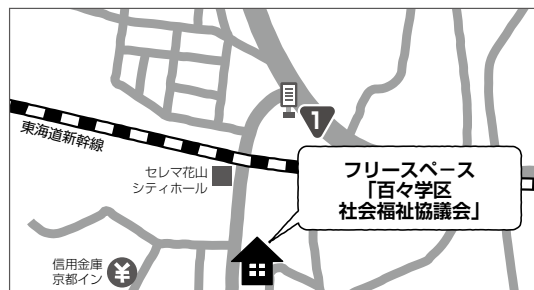 1
東海道新幹線
セレマ花山
シティホール
フリースペース
「百々学区
社会福祉協議会」
信用金庫
京都イン
¥